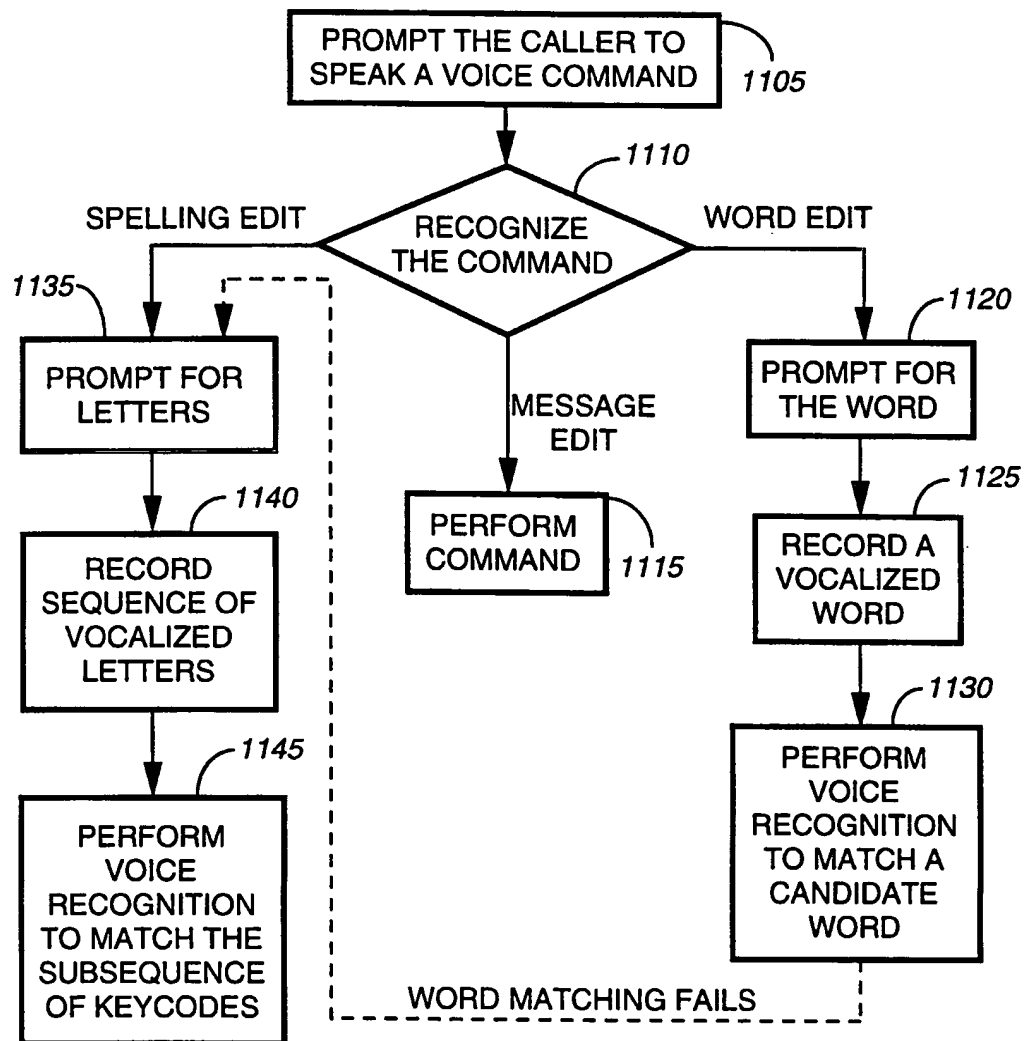 PROMPT THE CALLER TO
SPEAK A VOICE COMMAND
1105
1110
RECOGNIZE
THE COMMAND
SPELLING EDIT
WORD EDIT
MESSAGE
EDIT
1135
PROMPT FOR
LETTERS
1120
PROMPT FOR
THE WORD
1140
RECORD
SEQUENCE OF
VOCALIZED
LETTERS
PERFORM
COMMAND
1115
1125
RECORD A
VOCALIZED
WORD
1145
PERFORM
VOICE
RECOGNITION
TO MATCH THE
SUBSEQUENCE
OF KEYCODES
1130
PERFORM
VOICE
RECOGNITION
TO MATCH A
CANDIDATE
WORD
WORD MATCHING FAILS